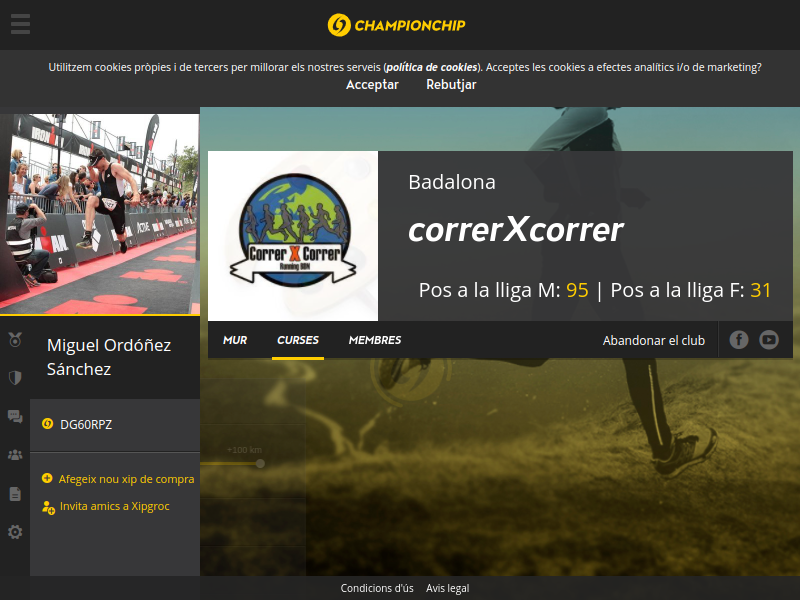 CHAMPIONCHIP
Utilitzem cookies pròpies i de tercers per millorar els nostres serveis (política de cookies). Acceptes les cookies a efectes analítics i/o de marketing?
Acceptar Rebutjar
Badalona
correrXcorrer
Correr X Correr
Running BDN
Pos a la lliga M: 95 | Pos a la lliga F: 31
MUR CURSES MEMBRES Abandonar el club
Miguel Ordóñez
Sánchez
DG60RPZ
+100 km
Afegeix nou xip de compra
Invita amics a Xipgroc
Condicions d'ús Avis legal